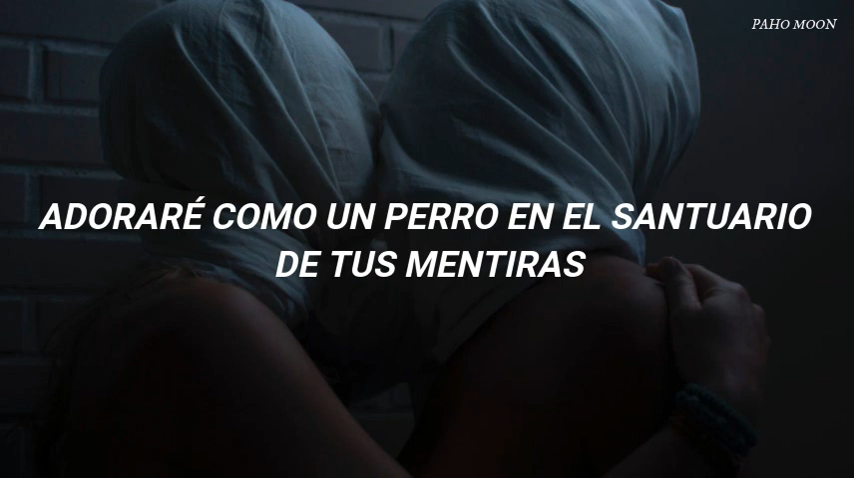 PAHO MOON
ADORARÉ COMO UN PERRO EN EL SANTUARIO
DE TUS MENTIRAS